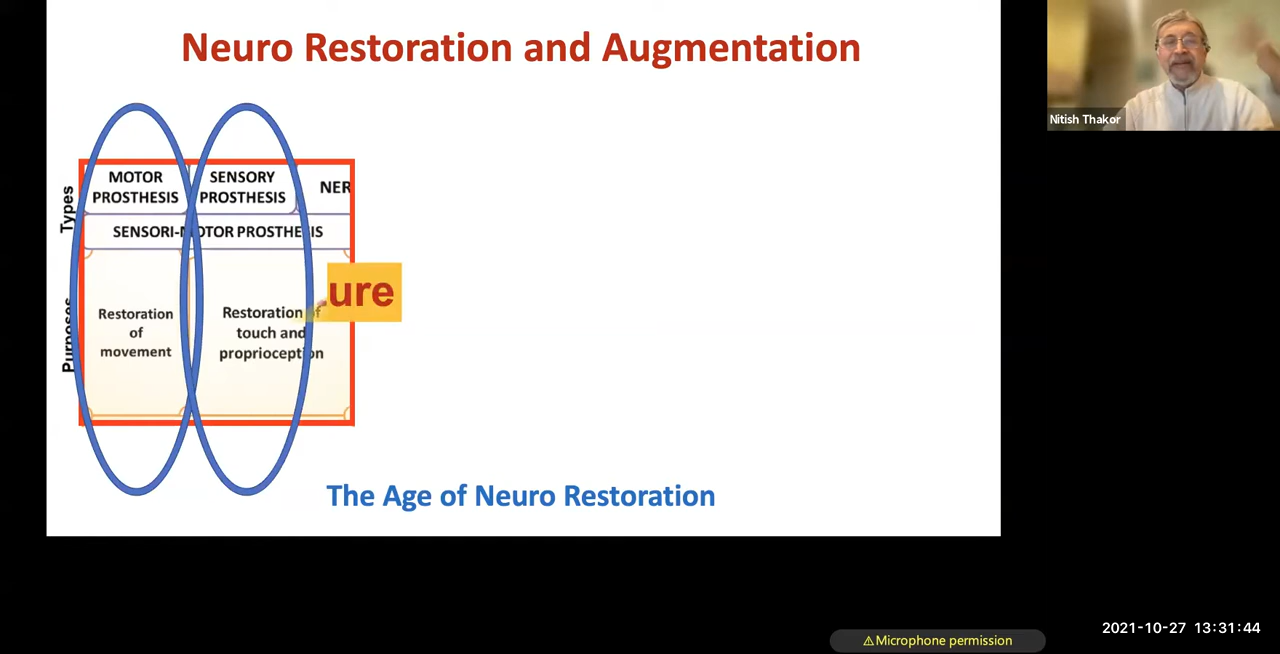 Neuro Restoration and Augmentation
Nitish Thakor
Types
MOTOR PROSTHESIS
SENSORY PROSTHESIS
NER
SENSORI-MOTOR PROSTHESIS
Purposes
Restoration
of
movement
Restoration of
touch and
proprioception
ure
The Age of Neuro Restoration
2021-10-27 13:31:44
⚠Microphone permission